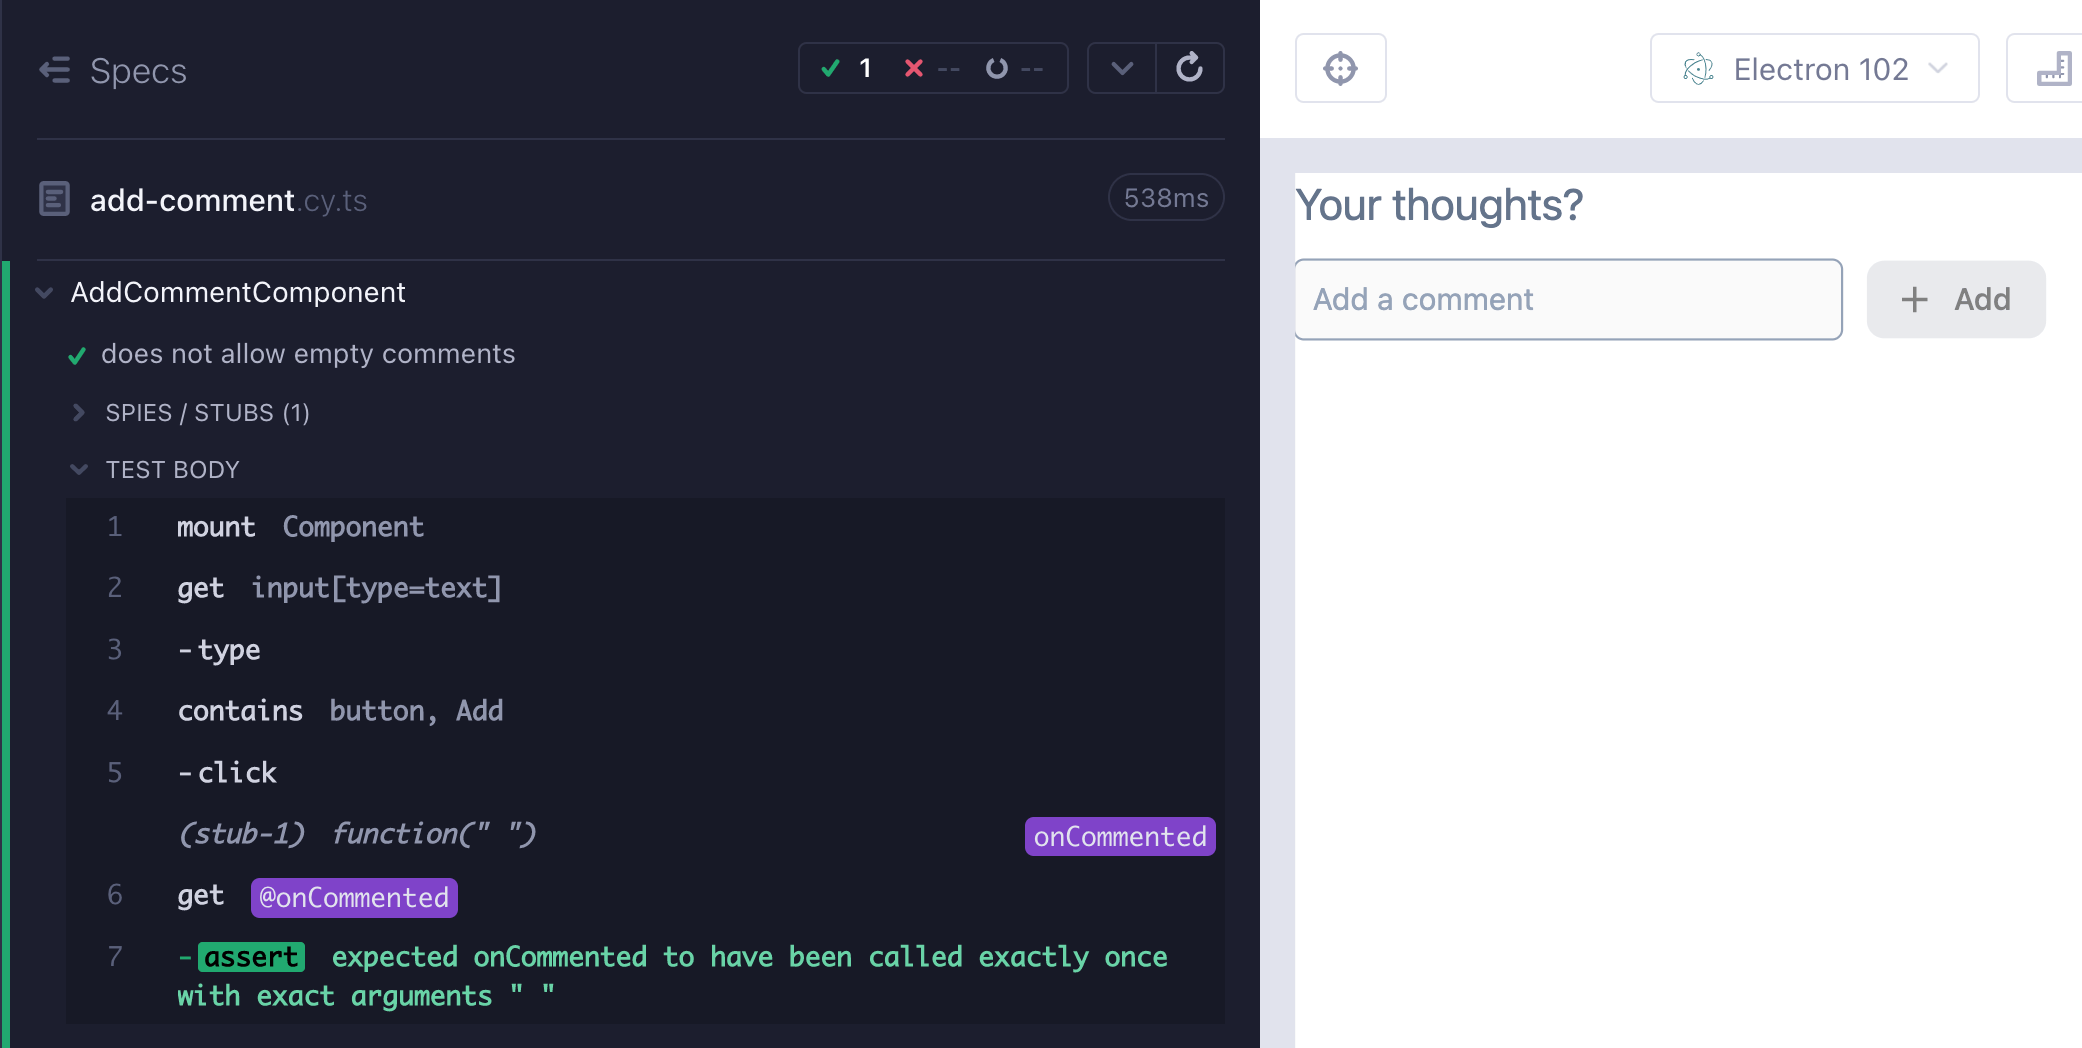 Specs
1 -- --
add-comment.cy.ts
538ms
AddCommentComponent
does not allow empty comments
SPIES / STUBS (1)
TEST BODY
1 mount Component
2 get input[type=text]
3 -type
4 contains button, Add
5 -click
(stub-1) function(" ") onCommented
6 get @onCommented
7 -assert expected onCommented to have been called exactly once
with exact arguments " "
Electron 102
Your thoughts?
Add a comment
+ Add